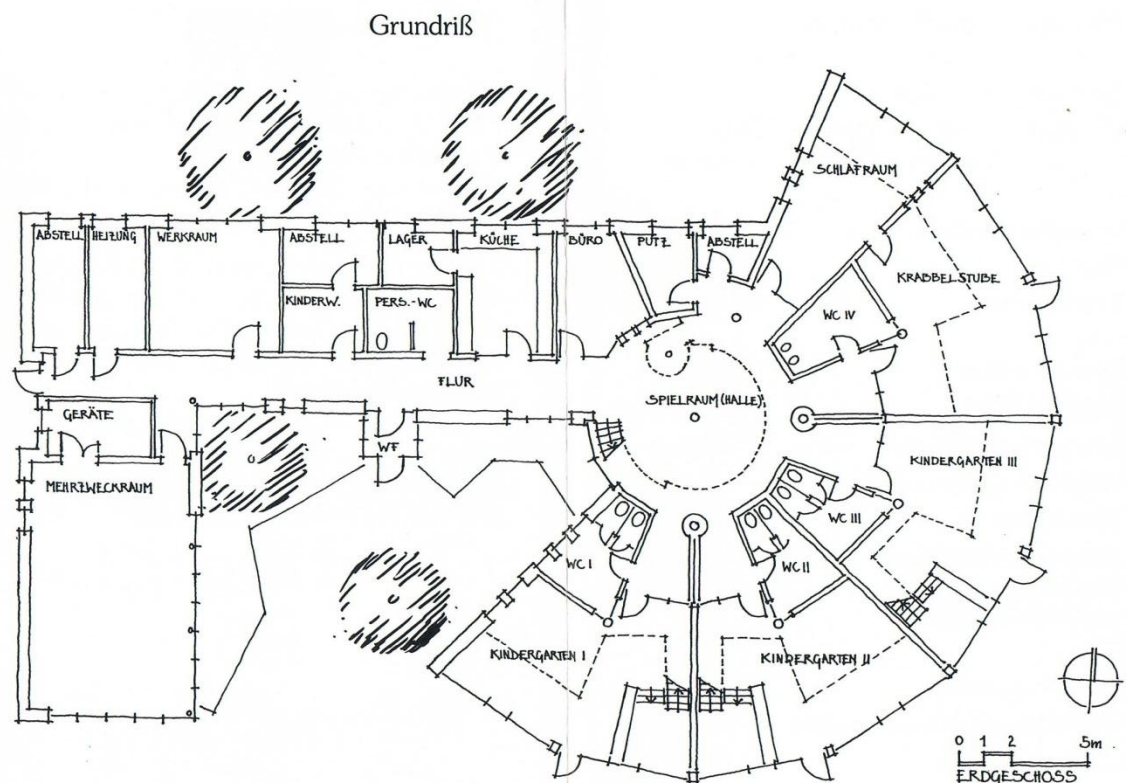 Grundriß
SCHLAFRAUM
ABSTELL
HEIZUNG
WERKRAUM
ABSTELL
LAGER
KÜCHE
BÜRO
PUTZ
ABSTELL
KRABBELSTUBE
KINDERW.
PERS.-WC
WC IV
FLUR
SPIELRAUM (HALLE)
GERÄTE
WF
KINDERGARTEN III
MEHRZWECKRAUM
WC III
WC I
WC II
KINDERGARTEN I
KINDERGARTEN II
0 1 2 5m
ERDGESCHOSS